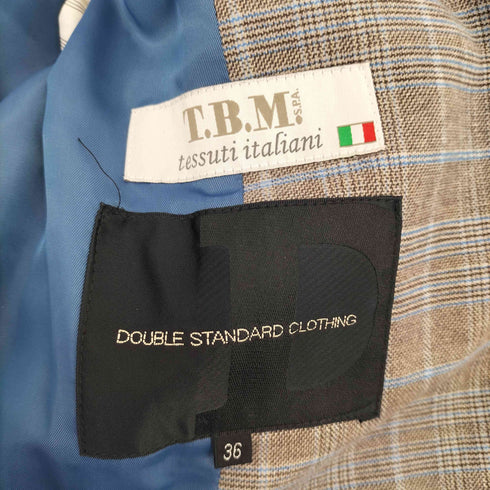 T.B.M. S.P.A.
tessuti italiani
D
DOUBLE STANDARD CLOTHING
36